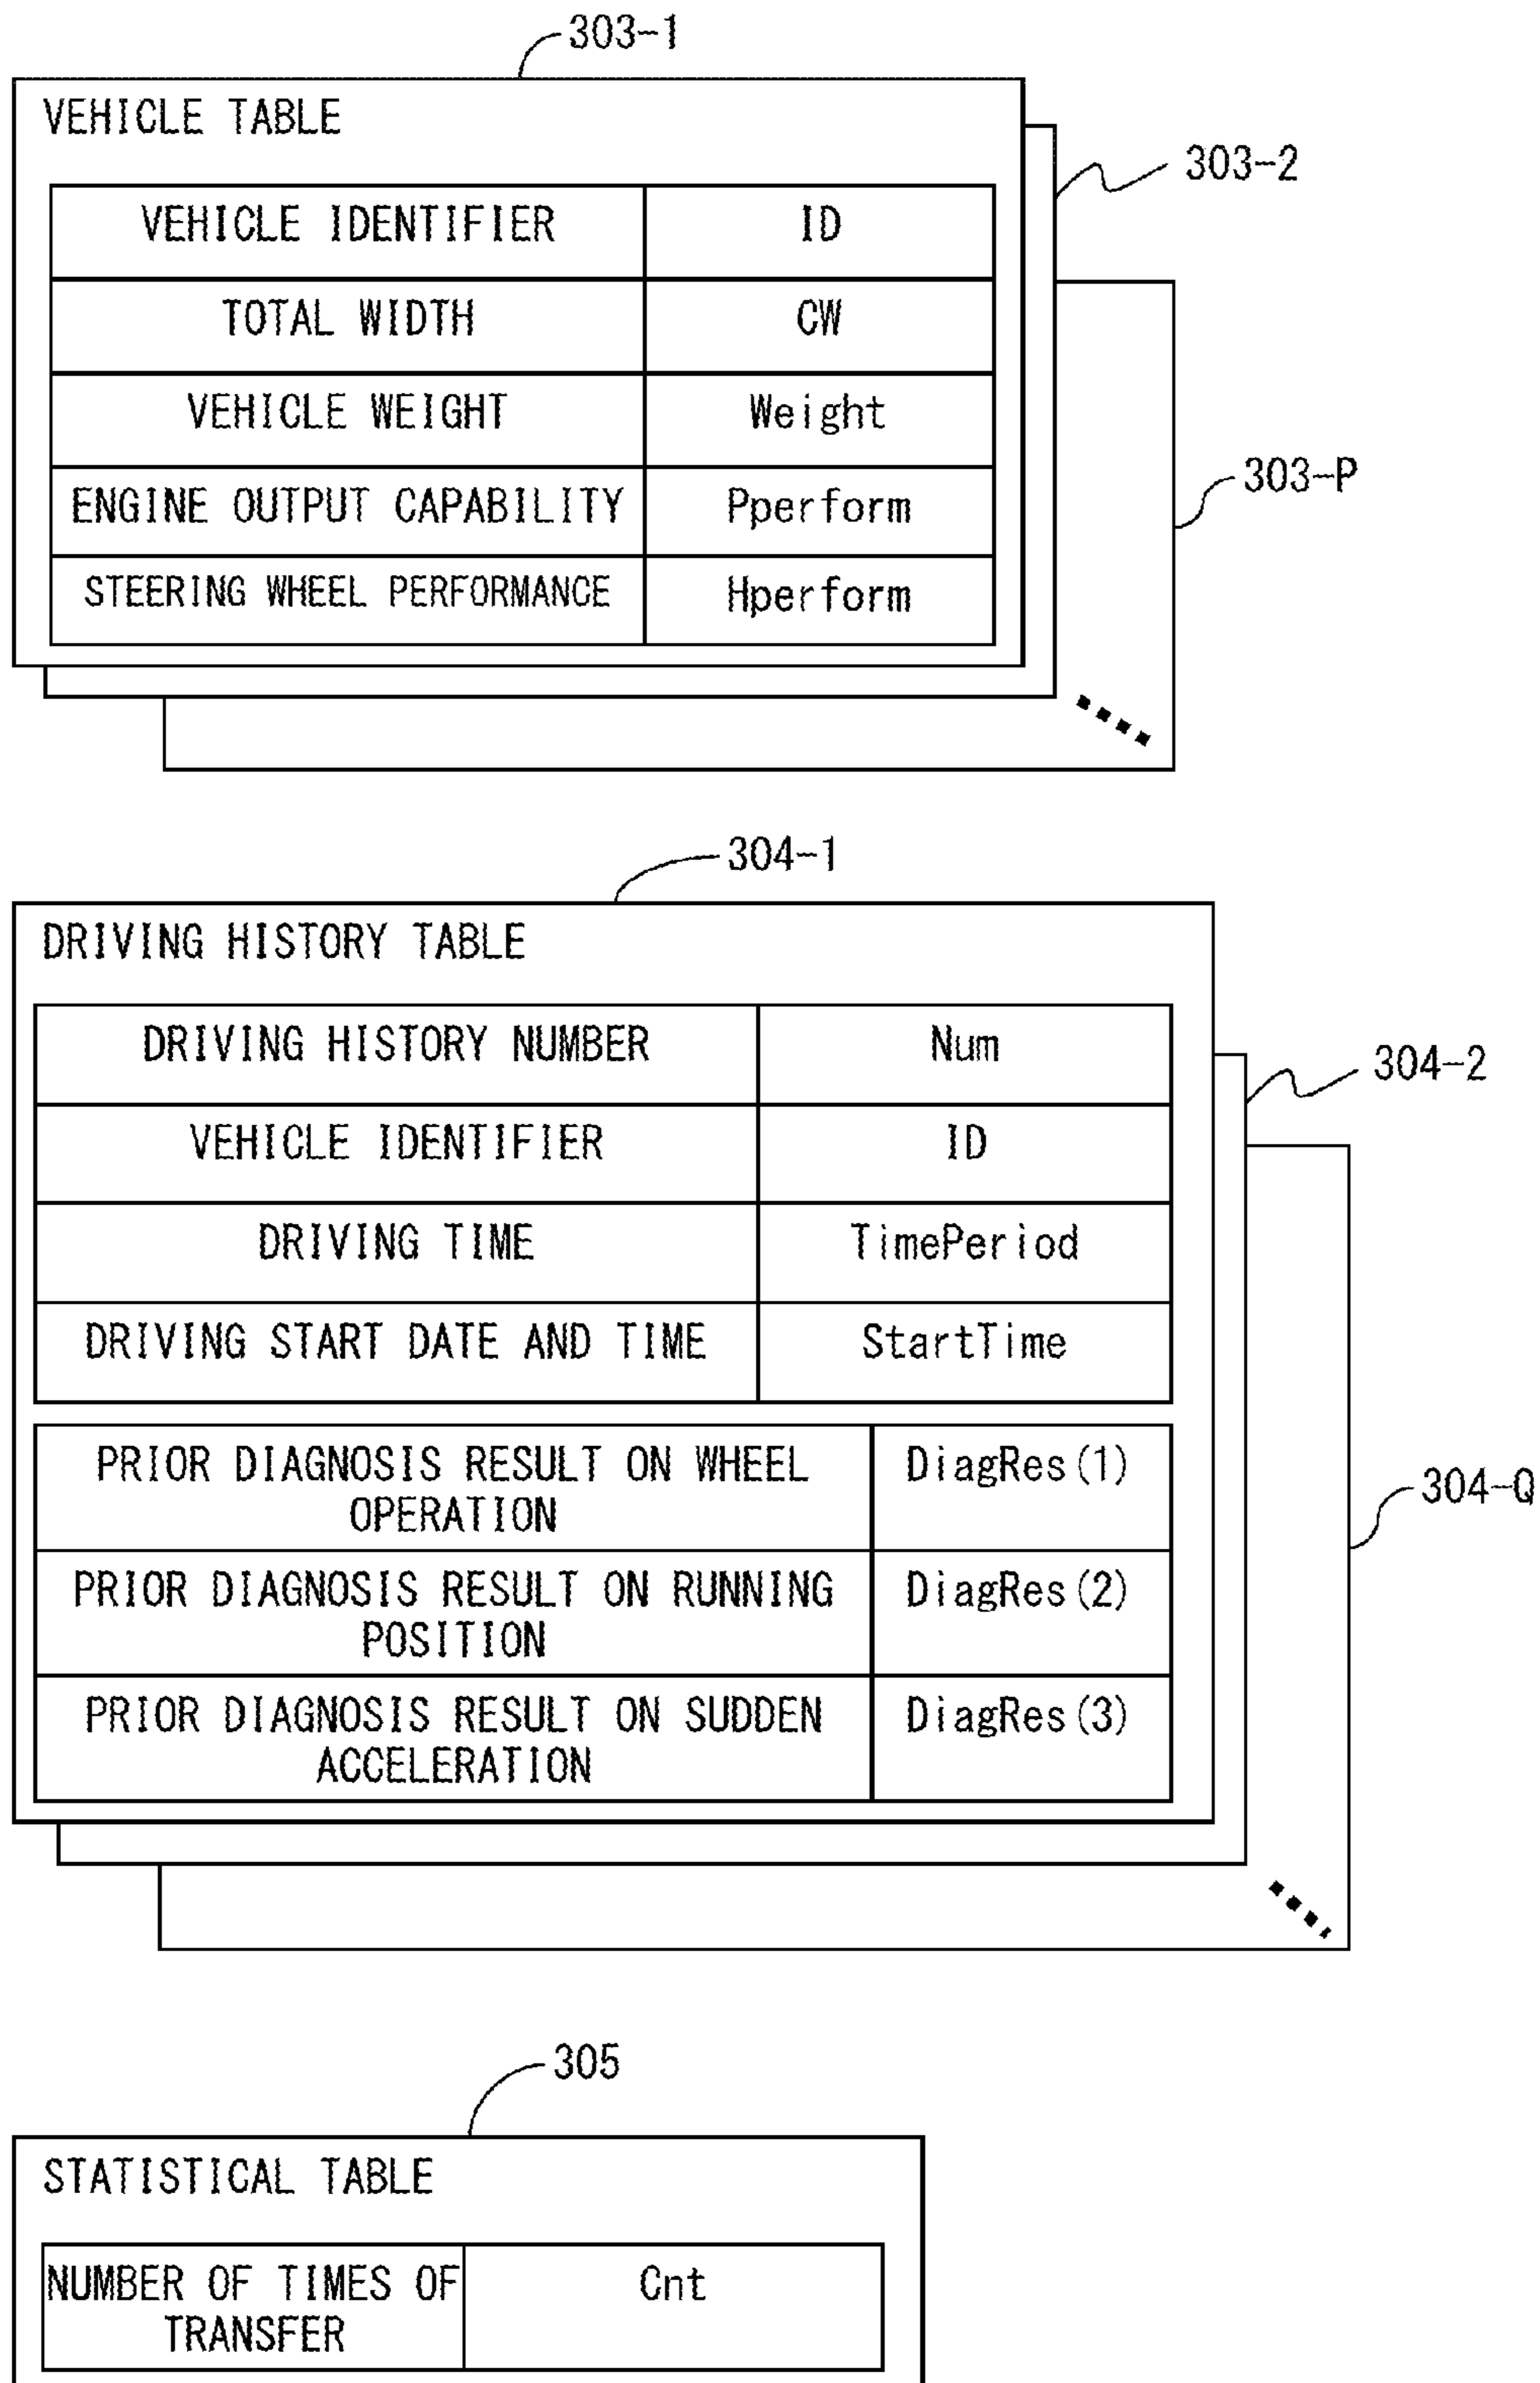 303-1
VEHICLE TABLE
303-2
VEHICLE IDENTIFIER ID
TOTAL WIDTH CW
VEHICLE WEIGHT Weight
303-P
ENGINE OUTPUT CAPABILITY Pperform
STEERING WHEEL PERFORMANCE Hperform
304-1
DRIVING HISTORY TABLE
DRIVING HISTORY NUMBER Num
304-2
VEHICLE IDENTIFIER ID
DRIVING TIME TimePeriod
DRIVING START DATE AND TIME StartTime
PRIOR DIAGNOSIS RESULT ON WHEEL DiagRes(1)
OPERATION
304-Q
PRIOR DIAGNOSIS RESULT ON RUNNING DiagRes(2)
POSITION
PRIOR DIAGNOSIS RESULT ON SUDDEN DiagRes(3)
ACCELERATION
305
STATISTICAL TABLE
NUMBER OF TIMES OF Cnt
TRANSFER